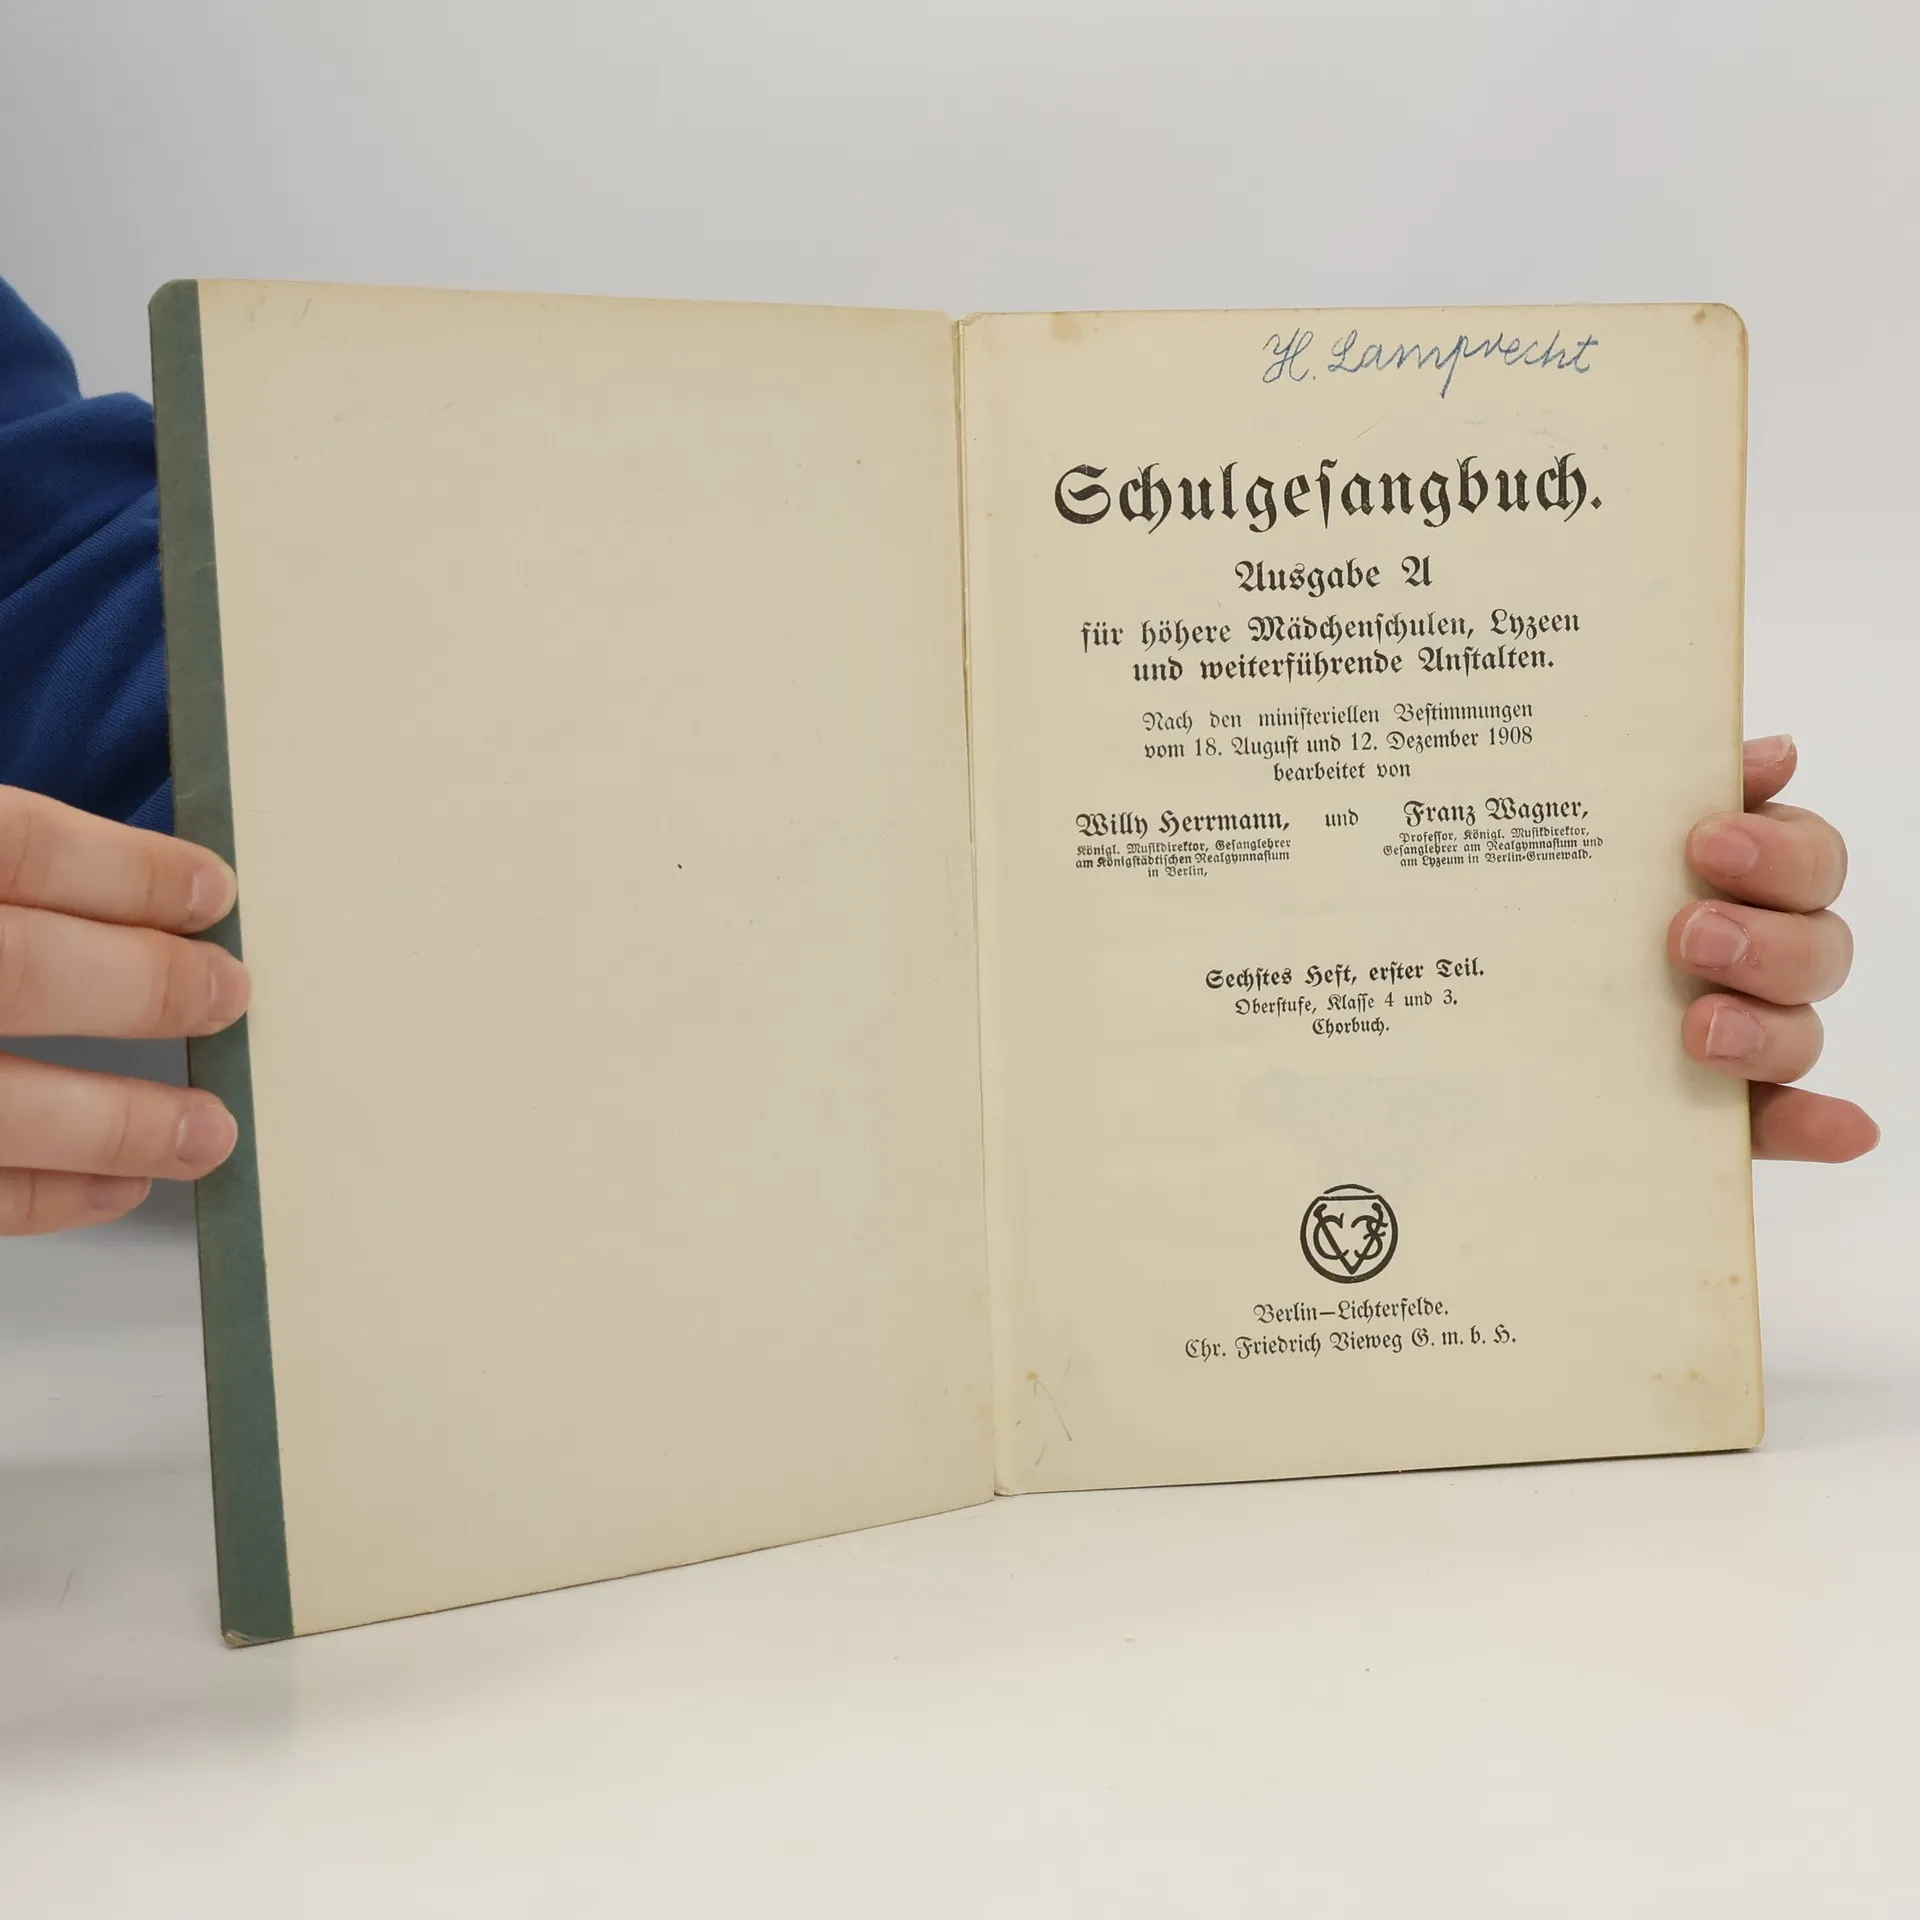 H. Lamprecht
Schulgeſangbuch.
Ausgabe A
für höhere Mädchenſchulen, Lyzeen
und weiterführende Anſtalten.
Nach den miniſteriellen Beſtimmungen
vom 18. Auguſt und 12. Dezember 1908
bearbeitet von
Willy Herrmann, und Franz Wagner,
Königl. Muſikdirektor, Geſanglehrer
am Königſtädtiſchen Realgymnaſium
in Berlin,
Profeſſor, Königl. Muſikdirektor,
Geſanglehrer am Realgymnaſium und
am Lyzeum in Berlin-Grunewald.
Sechſtes Heft, erſter Teil.
Oberſtufe, Klaſſe 4 und 3.
Chorbuch.
Berlin—Lichterfelde.
Chr. Friedrich Vieweg G. m. b. H.